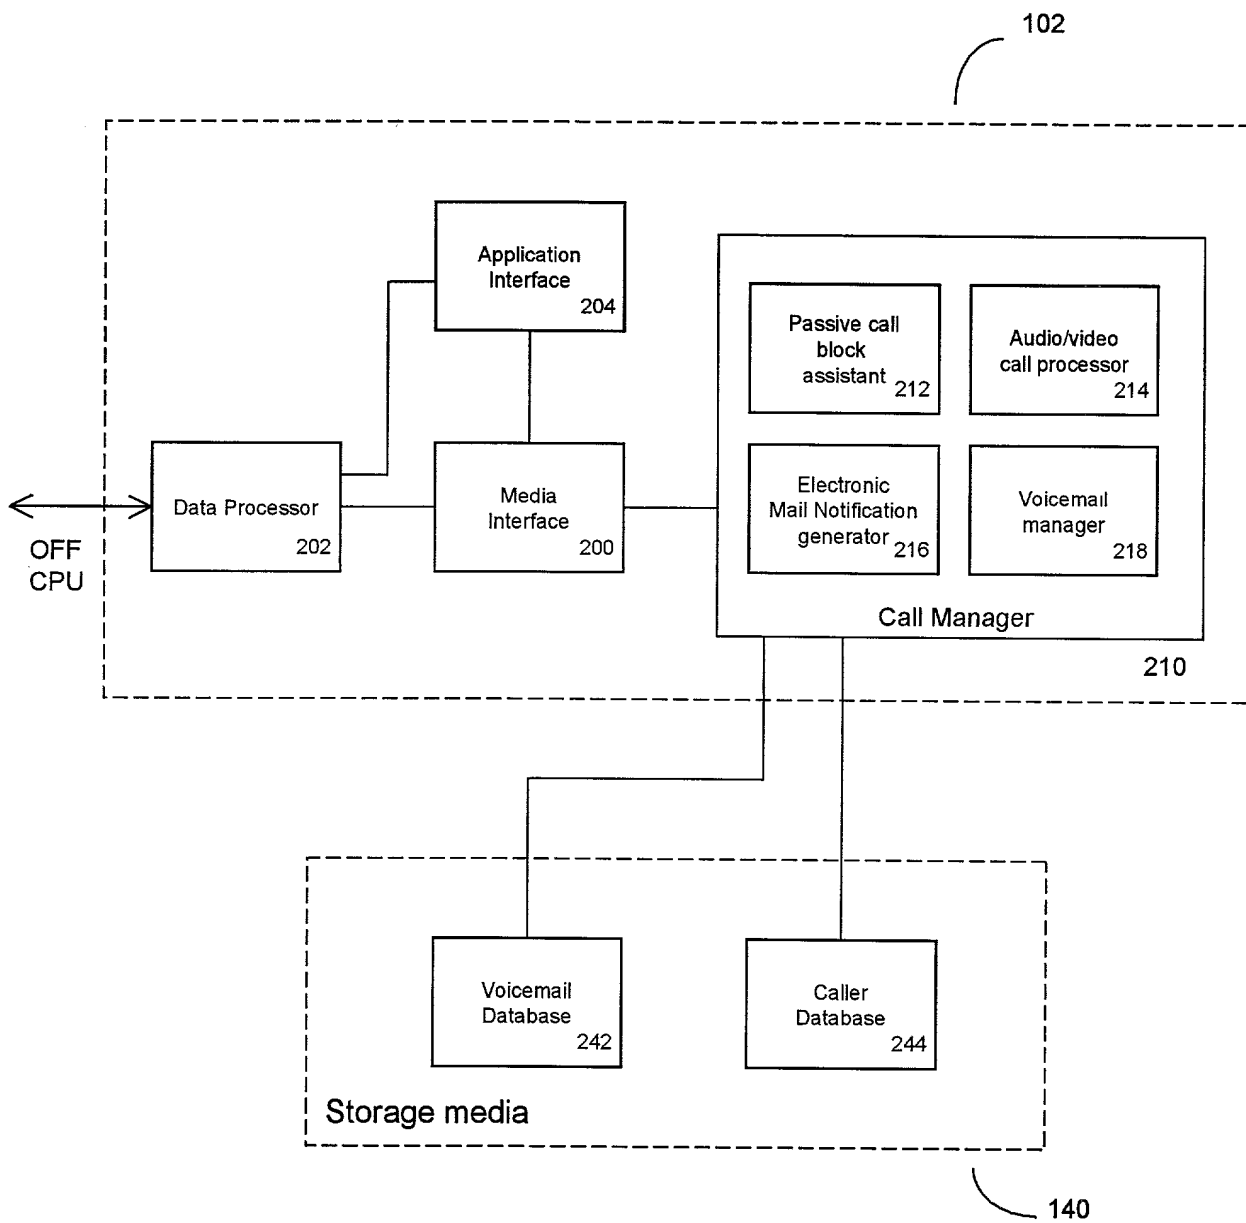 102
Application
Interface
204
Passive call
block
assistant
212
Audio/video
call processor
214
Data Processor
202
Media
Interface
200
Electronic
Mail Notification
generator
216
Voicemail
manager
218
OFF
CPU
Call Manager
210
Voicemail
Database
242
Caller
Database
244
Storage media
140